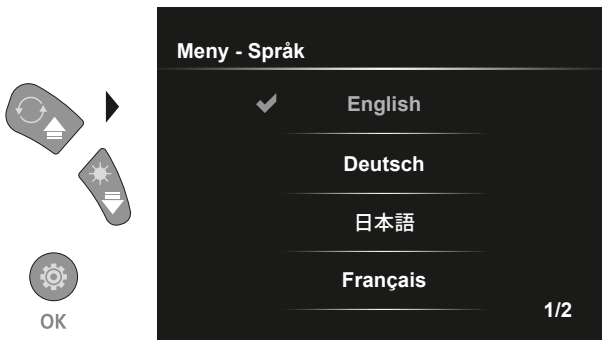 Meny - Språk
English
Deutsch
日本語
Français
1/2
OK